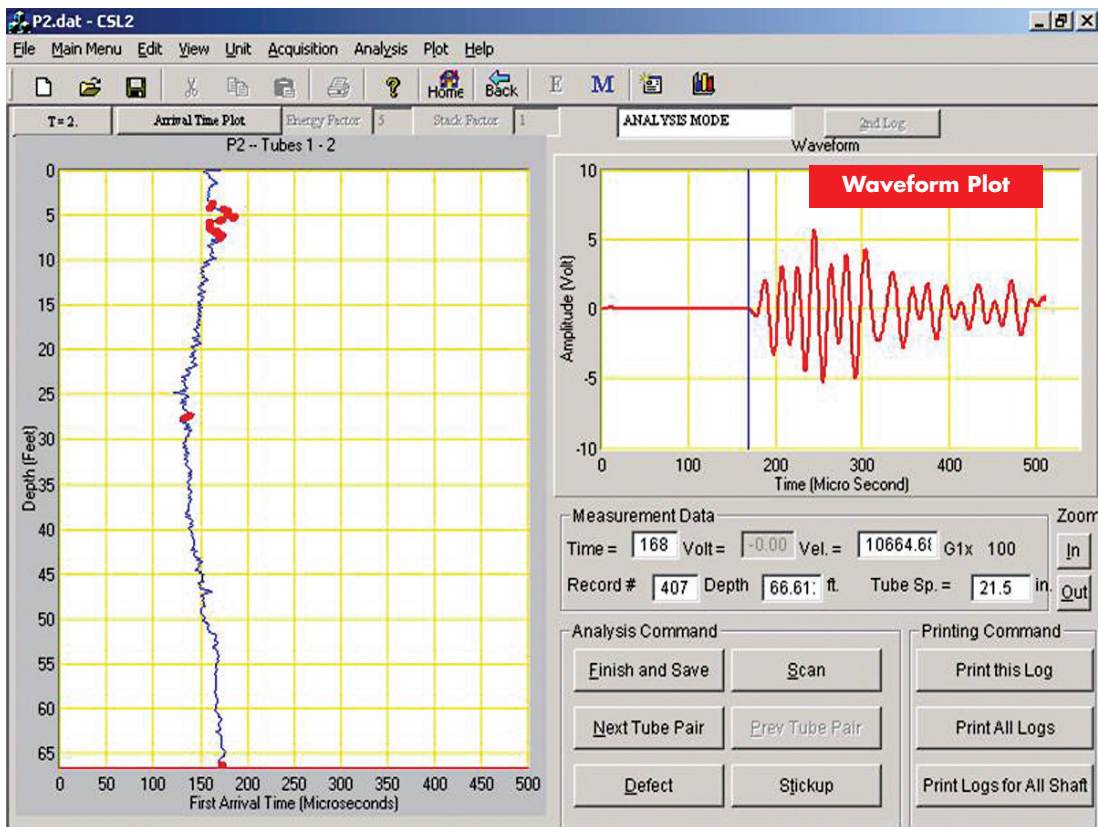 P2.dat - CSL2
File Main Menu Edit View Unit Acquisition Analysis Plot Help
? Home Back E M
T= 2. Arrival Time Plot Energy Factor 5 Stack Factor 1 ANALYSIS MODE 2nd Log
P2 -- Tubes 1 - 2
0
5
10
15
20
25
30
35
40
45
50
55
60
65
Depth (Feet)
0 50 100 150 200 250 300 350 400 450 500
First Arrival Time (Microseconds)
Waveform
Waveform Plot
10
5
0
-5
-10
Amplitude (Volt)
0 100 200 300 400 500
Time (Micro Second)
Measurement Data
Time = 168 Volt = -0.00 Vel. = 10664.68 G1x 100
Record # 407 Depth 66.61 ft. Tube Sp. = 21.5 in.
Zoom
In
Out
Analysis Command
Finish and Save Scan
Next Tube Pair Prev Tube Pair
Defect Stickup
Printing Command
Print this Log
Print All Logs
Print Logs for All Shaft